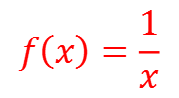 f(x) = 1/x